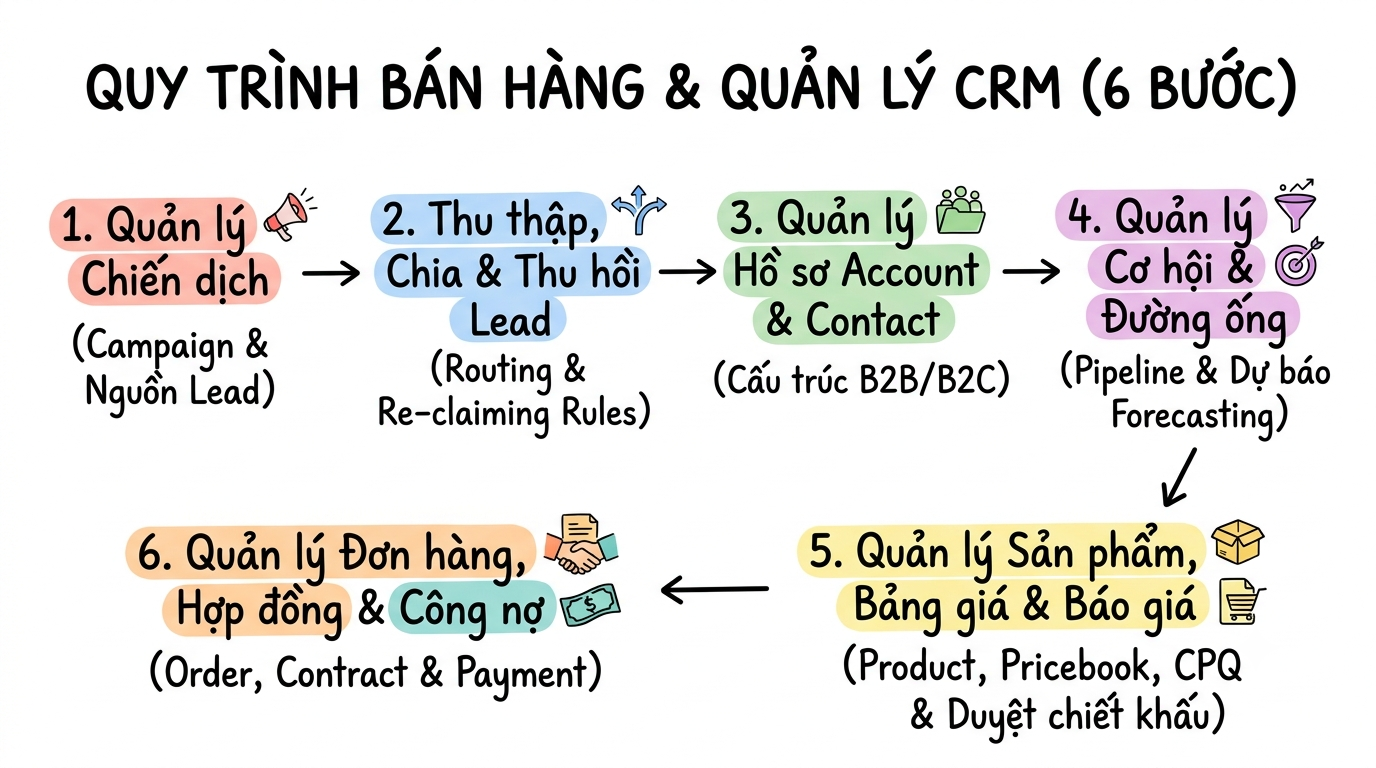 QUY TRÌNH BÁN HÀNG & QUẢN LÝ CRM (6 BƯỚC)
1. Quản lý
Chiến dịch
(Campaign &
Nguồn Lead)
2. Thu thập,
Chia & Thu hồi
Lead
(Routing &
Re-claiming Rules)
3. Quản lý
Hồ sơ Account
& Contact
(Cấu trúc B2B/B2C)
4. Quản lý
Cơ hội &
Đường ống
(Pipeline & Dự báo
Forecasting)
5. Quản lý Sản phẩm,
Bảng giá & Báo giá
(Product, Pricebook, CPQ
& Duyệt chiết khấu)
6. Quản lý Đơn hàng,
Hợp đồng & Công nợ
$
(Order, Contract & Payment)